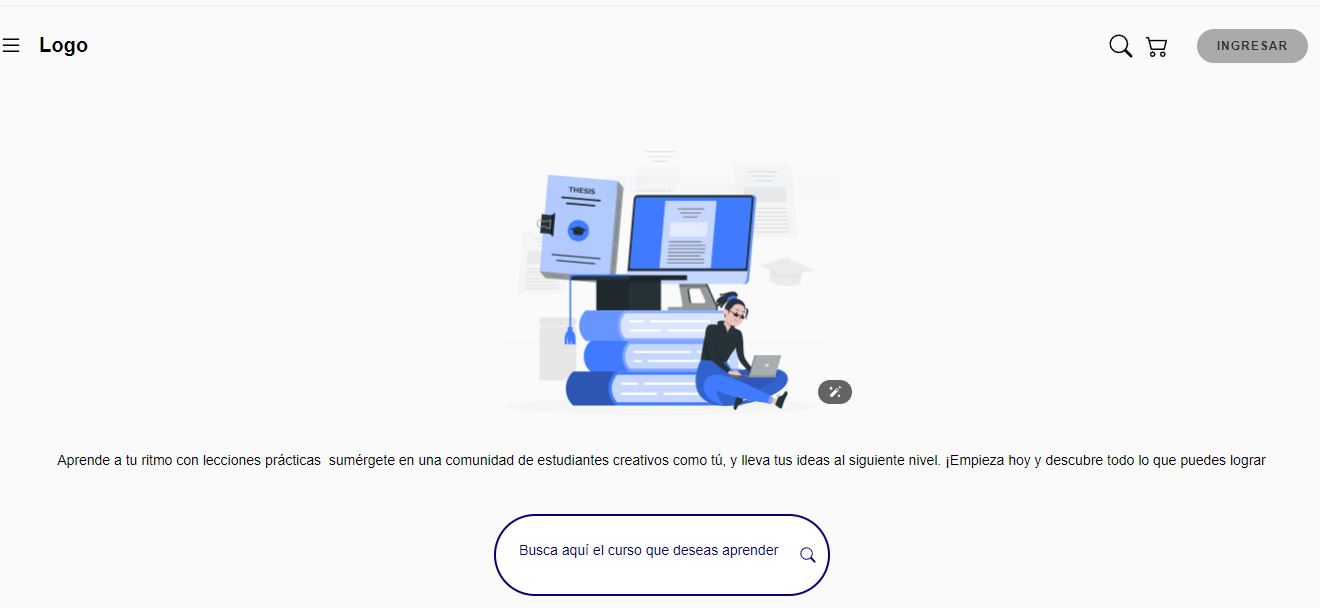 Logo
INGRESAR
THESIS
Aprende a tu ritmo con lecciones prácticas  sumérgete en una comunidad de estudiantes creativos como tú, y lleva tus ideas al siguiente nivel. ¡Empieza hoy y descubre todo lo que puedes lograr
Busca aquí el curso que deseas aprender